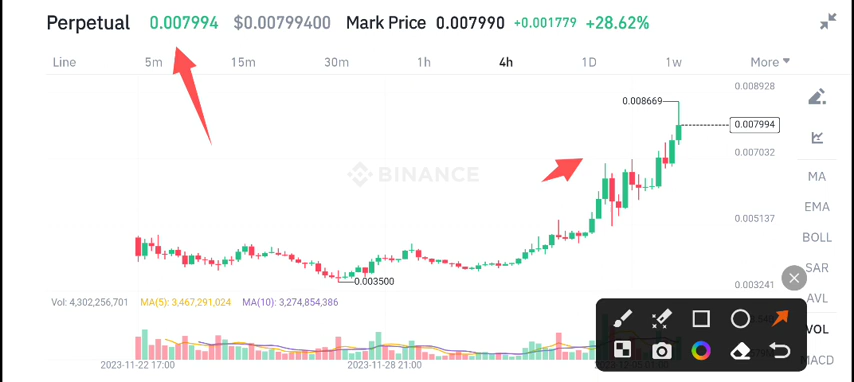 Perpetual 0.007994 $0.00799400 Mark Price 0.007990 +0.001779 +28.62%
Line 5m 15m 30m 1h 4h 1D 1w More
0.008928
0.008669
0.007994
0.007032
BINANCE
MA
EMA
0.005137
BOLL
SAR
0.003500
0.003241
Vol: 4,302,256,701 MA(5): 3,467,291,024 MA(10): 3,274,854,386
AVL
VOL
MACD
2023-11-22 17:00 2023-11-28 21:00